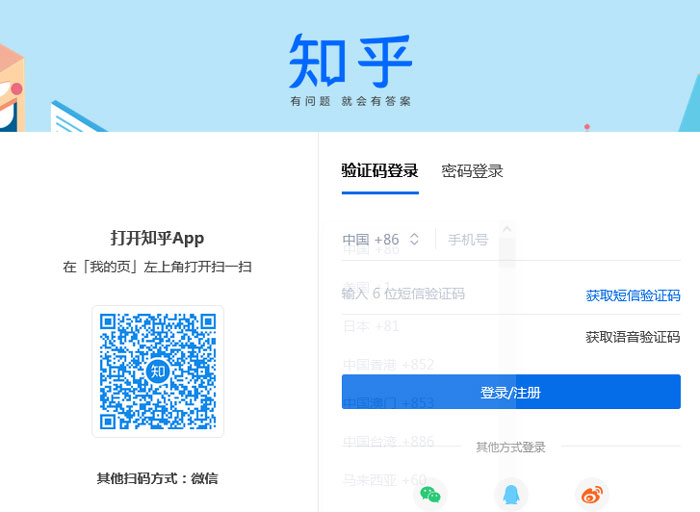 知乎
有问题 就会有答案
验证码登录 密码登录
打开知乎App
在「我的页」左上角打开扫一扫
知
其他扫码方式：微信
中国 +86 手机号
中国 +86
输入 6 位短信验证码 获取短信验证码
日本 +81
获取语音验证码
中国香港 +852
登录/注册
中国澳门 +853
中国台湾 +886
其他方式登录
马来西亚 +60